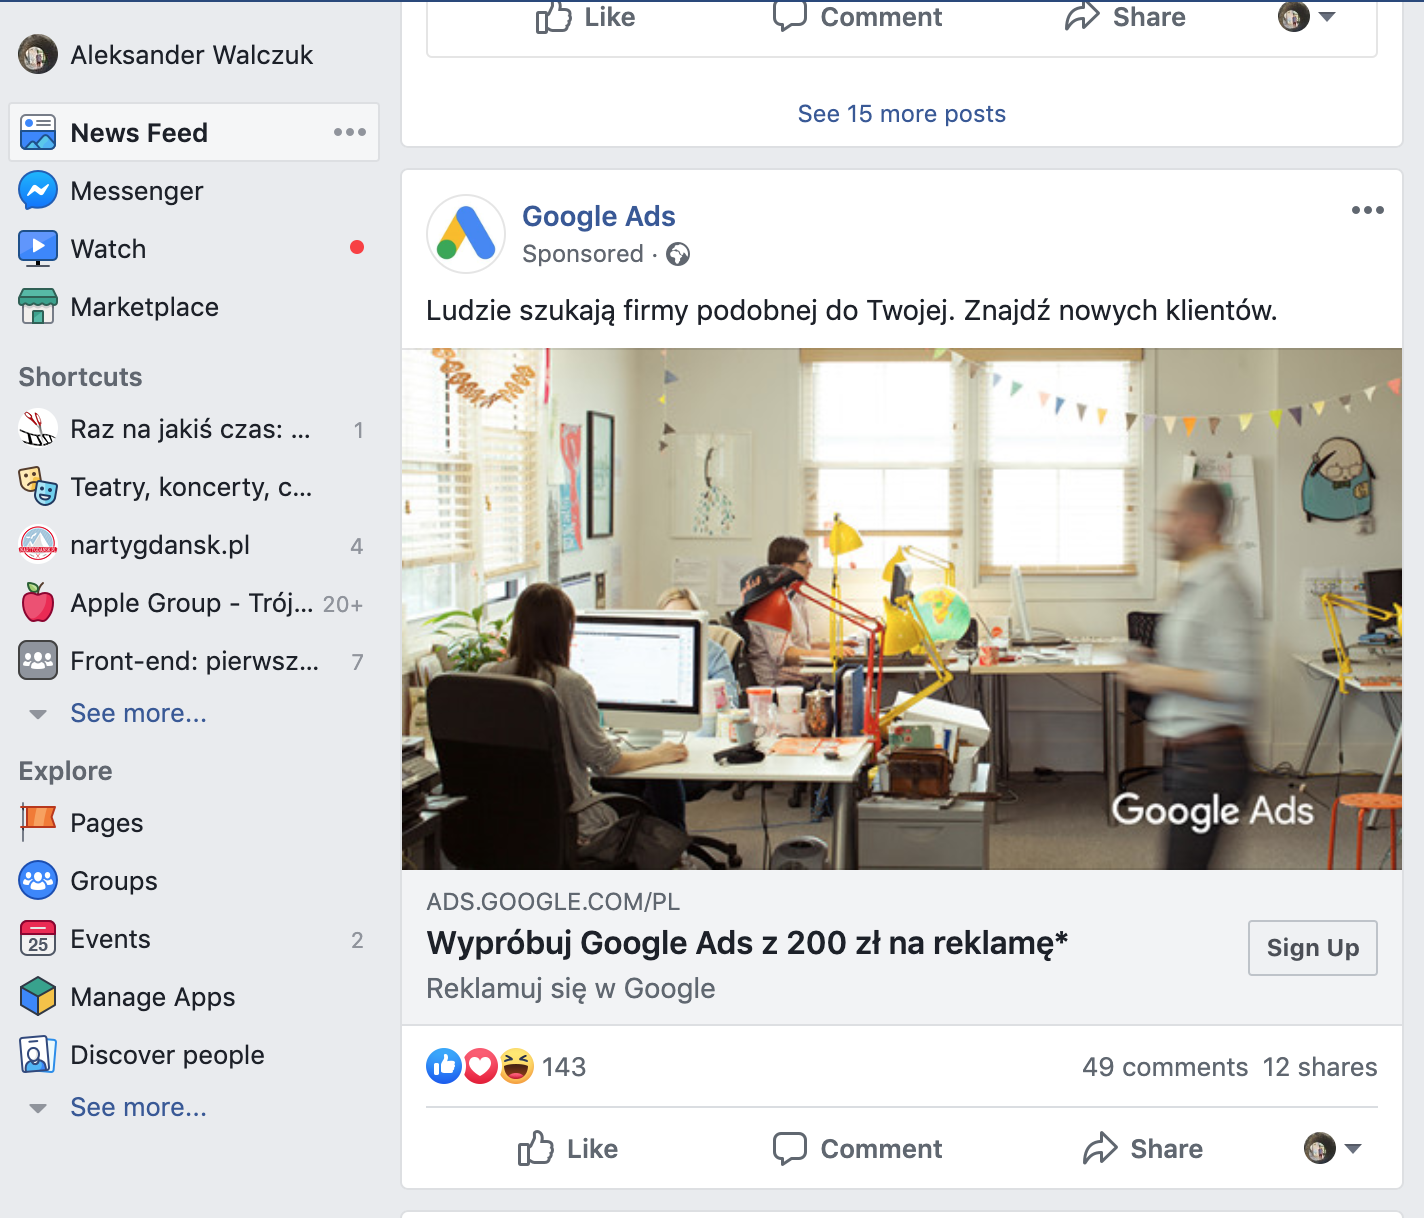 Aleksander Walczuk
News Feed
Messenger
Watch
Marketplace
Shortcuts
Raz na jakiś czas: ... 1
Teatry, koncerty, c...
nartygdansk.pl 4
Apple Group - Trój... 20+
Front-end: pierwsz... 7
See more...
Explore
Pages
Groups
25
Events 2
Manage Apps
Discover people
See more...
Like Comment Share
See 15 more posts
Google Ads
Sponsored ·
Ludzie szukają firmy podobnej do Twojej. Znajdź nowych klientów.
Google Ads
ADS.GOOGLE.COM/PL
Wypróbuj Google Ads z 200 zł na reklamę*
Reklamuj się w Google
Sign Up
143 49 comments 12 shares
Like Comment Share